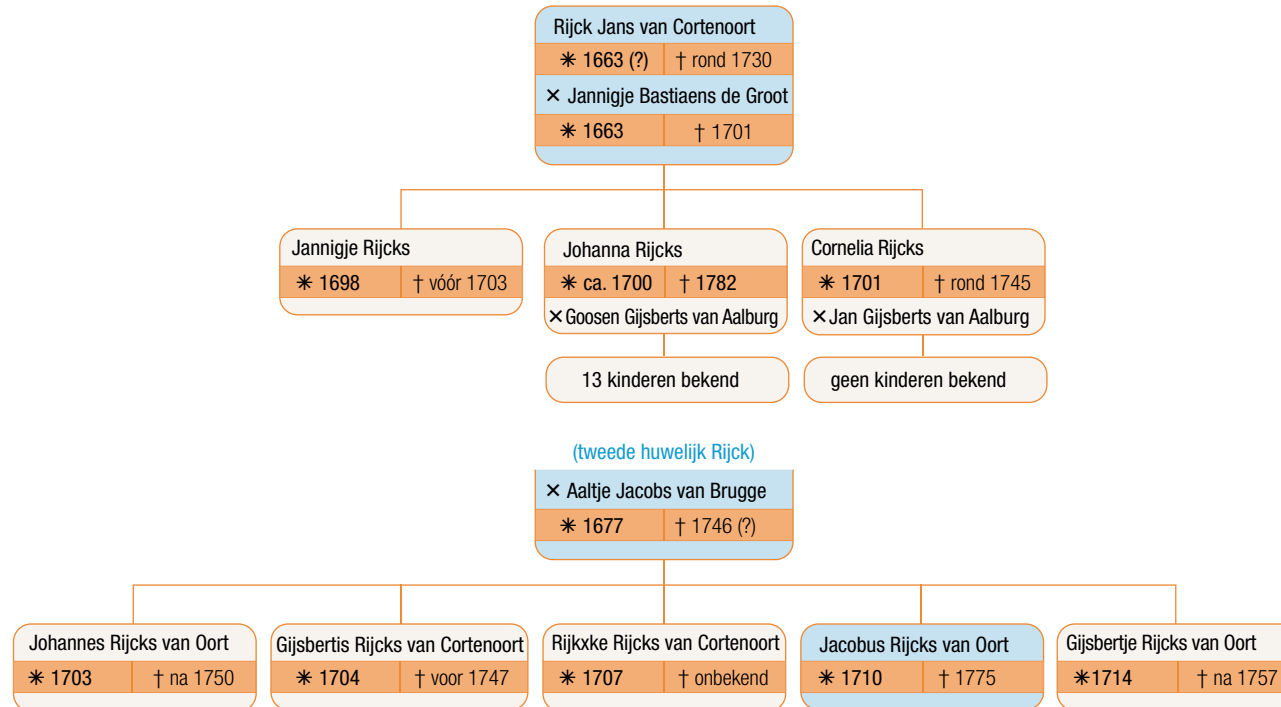 Rijck Jans van Cortenoort
✳ 1663 (?) † rond 1730
✕ Jannigje Bastiaens de Groot
✳ 1663 † 1701
Jannigje Rijcks
✳ 1698 † vóór 1703
Johanna Rijcks
✳ ca. 1700 † 1782
✕ Goosen Gijsberts van Aalburg
13 kinderen bekend
Cornelia Rijcks
✳ 1701 † rond 1745
✕ Jan Gijsberts van Aalburg
geen kinderen bekend
(tweede huwelijk Rijck)
✕ Aaltje Jacobs van Brugge
✳ 1677 † 1746 (?)
Johannes Rijcks van Oort
✳ 1703 † na 1750
Gijsbertis Rijcks van Cortenoort
✳ 1704 † voor 1747
Rijkxke Rijcks van Cortenoort
✳ 1707 † onbekend
Jacobus Rijcks van Oort
✳ 1710 † 1775
Gijsbertje Rijcks van Oort
✳1714 † na 1757